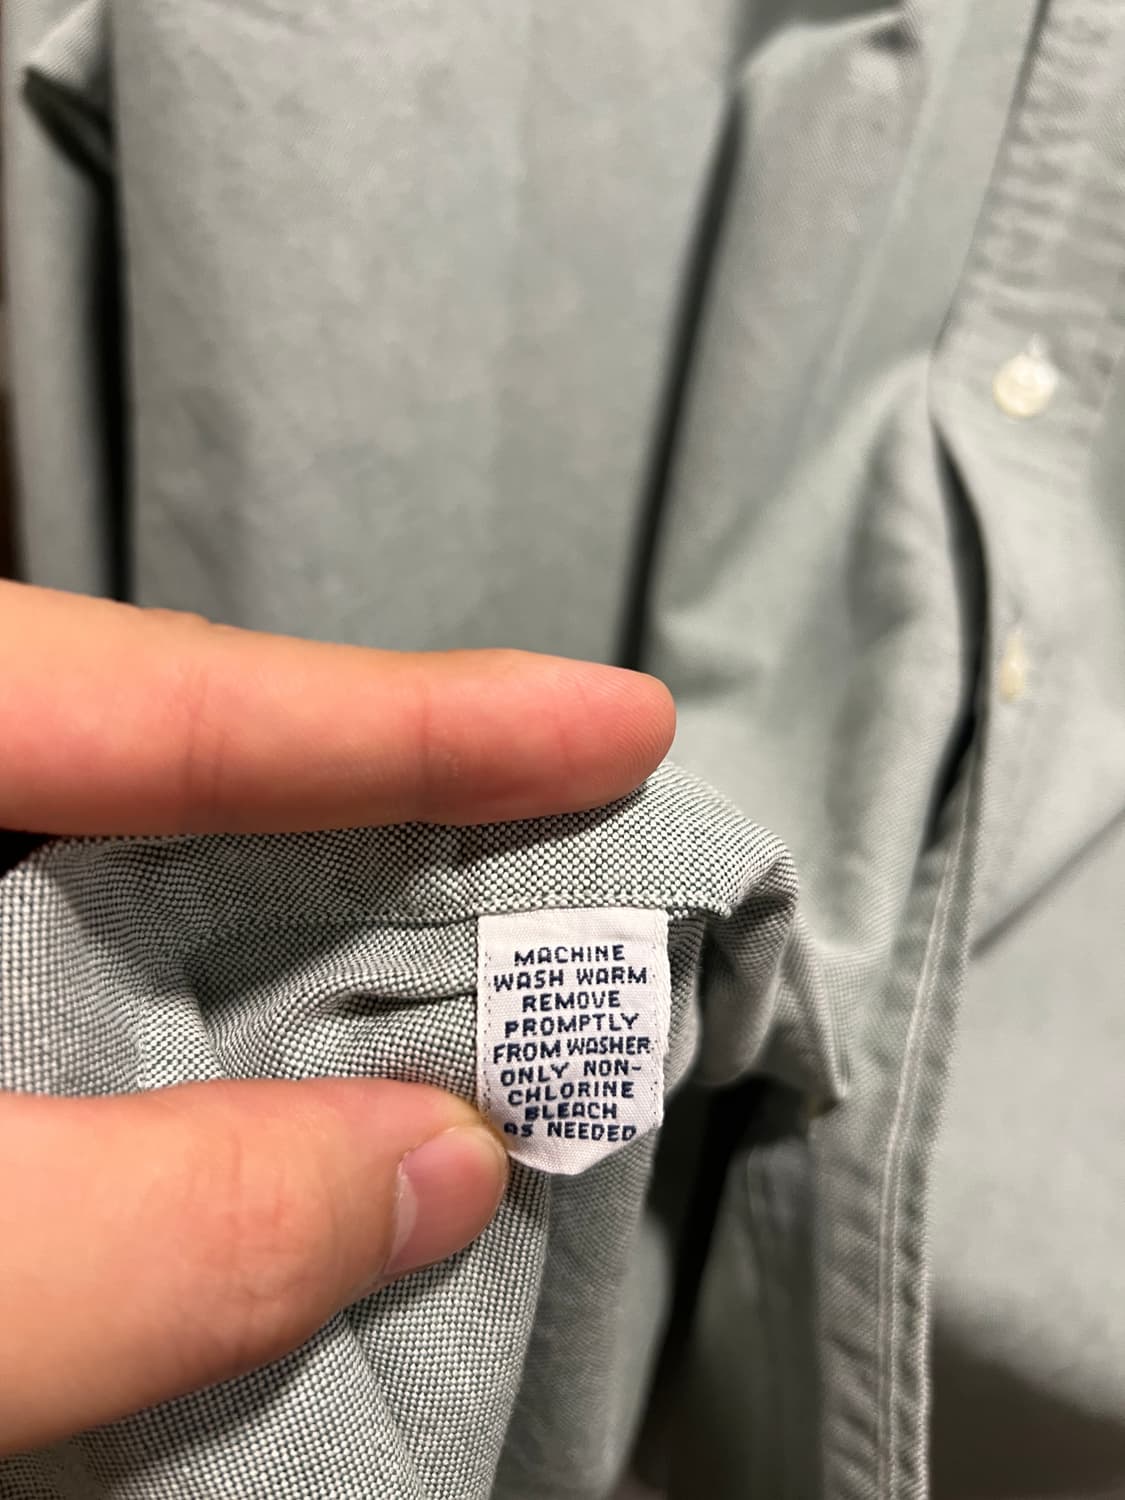 MACHINE
WASH WARM
REMOVE
PROMPTLY
FROM WASHER
ONLY NON-
CHLORINE
BLEACH
AS NEEDED